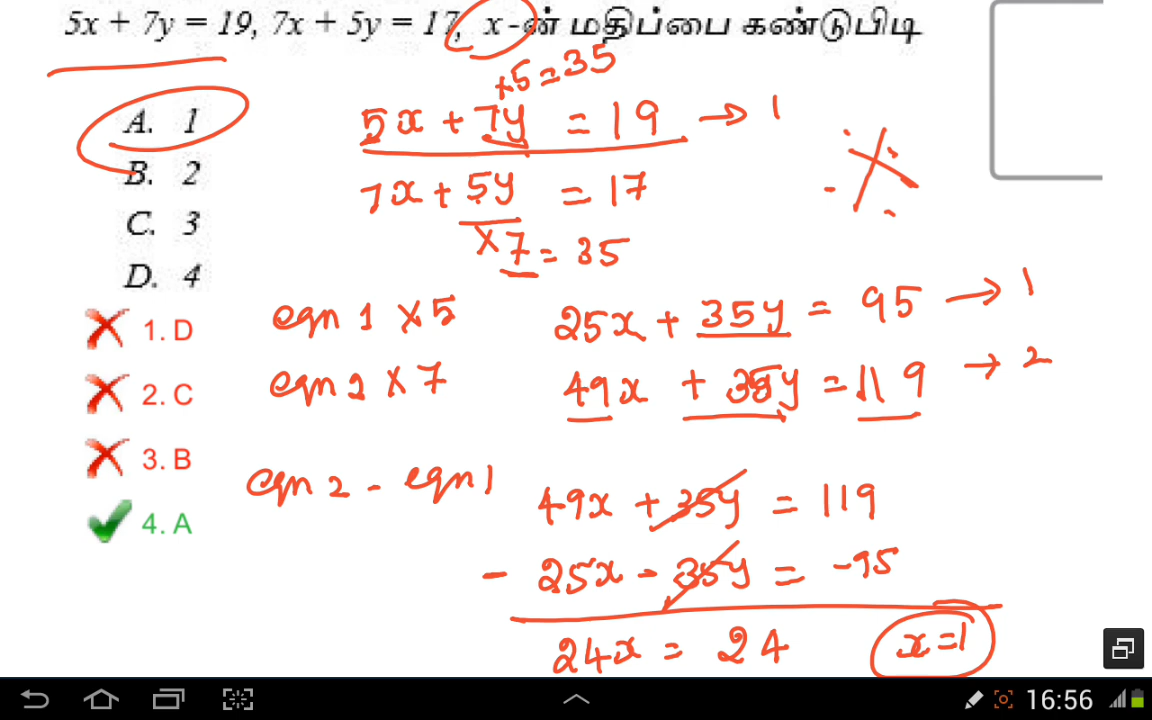 5x + 7y = 19, 7x + 5y = 17, x -ன் மதிப்பை கண்டுபிடி
A. 1
B. 2
C. 3
D. 4
1. D
2. C
3. B
4. A
+5=35
5x + 7y = 19 → 1
7x + 5y = 17
×7 = 35
eqn 1 × 5 25x + 35y = 95 → 1
eqn 2 × 7 49x + 35y = 119 → 2
eqn 2 - eqn 1 49x + 35y = 119
- 25x - 35y = -95
24x = 24 x=1
16:56